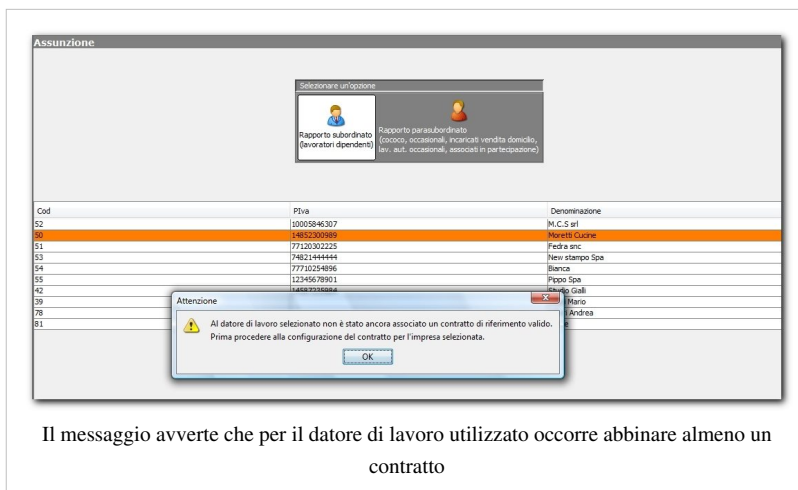 Assunzione
Selezionare un'opzione
Rapporto subordinato
(lavoratori dipendenti)
Rapporto parasubordinato
(cococo, occasionali, incaricati vendita domicilio,
lav. aut. occasionali, associati in partecipazione)
Cod PIva Denominazione
52 10005846307 M.C.S srl
50 14852300989 Moretti Cucine
51 77120302225 Fedra snc
53 74821444444 New stampo Spa
54 77710254896 Bianca
55 12345678901 Pippo Spa
42 Gialli
39 Mario
78 Andrea
81
Attenzione
Al datore di lavoro selezionato non è stato ancora associato un contratto di riferimento valido.
Prima procedere alla configurazione del contratto per l'impresa selezionata.
OK
Il messaggio avverte che per il datore di lavoro utilizzato occorre abbinare almeno un
contratto